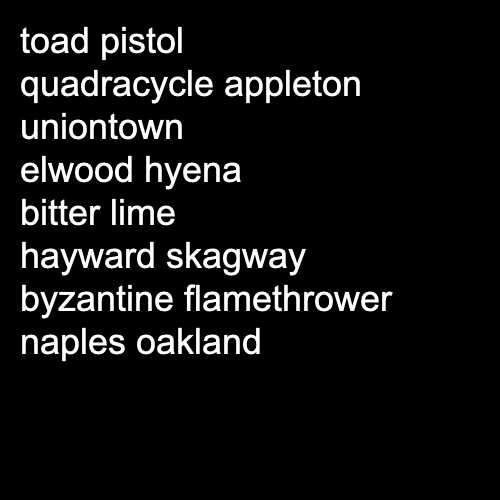 toad pistol
quadracycle appleton
uniontown
elwood hyena
bitter lime
hayward skagway
byzantine flamethrower
naples oakland